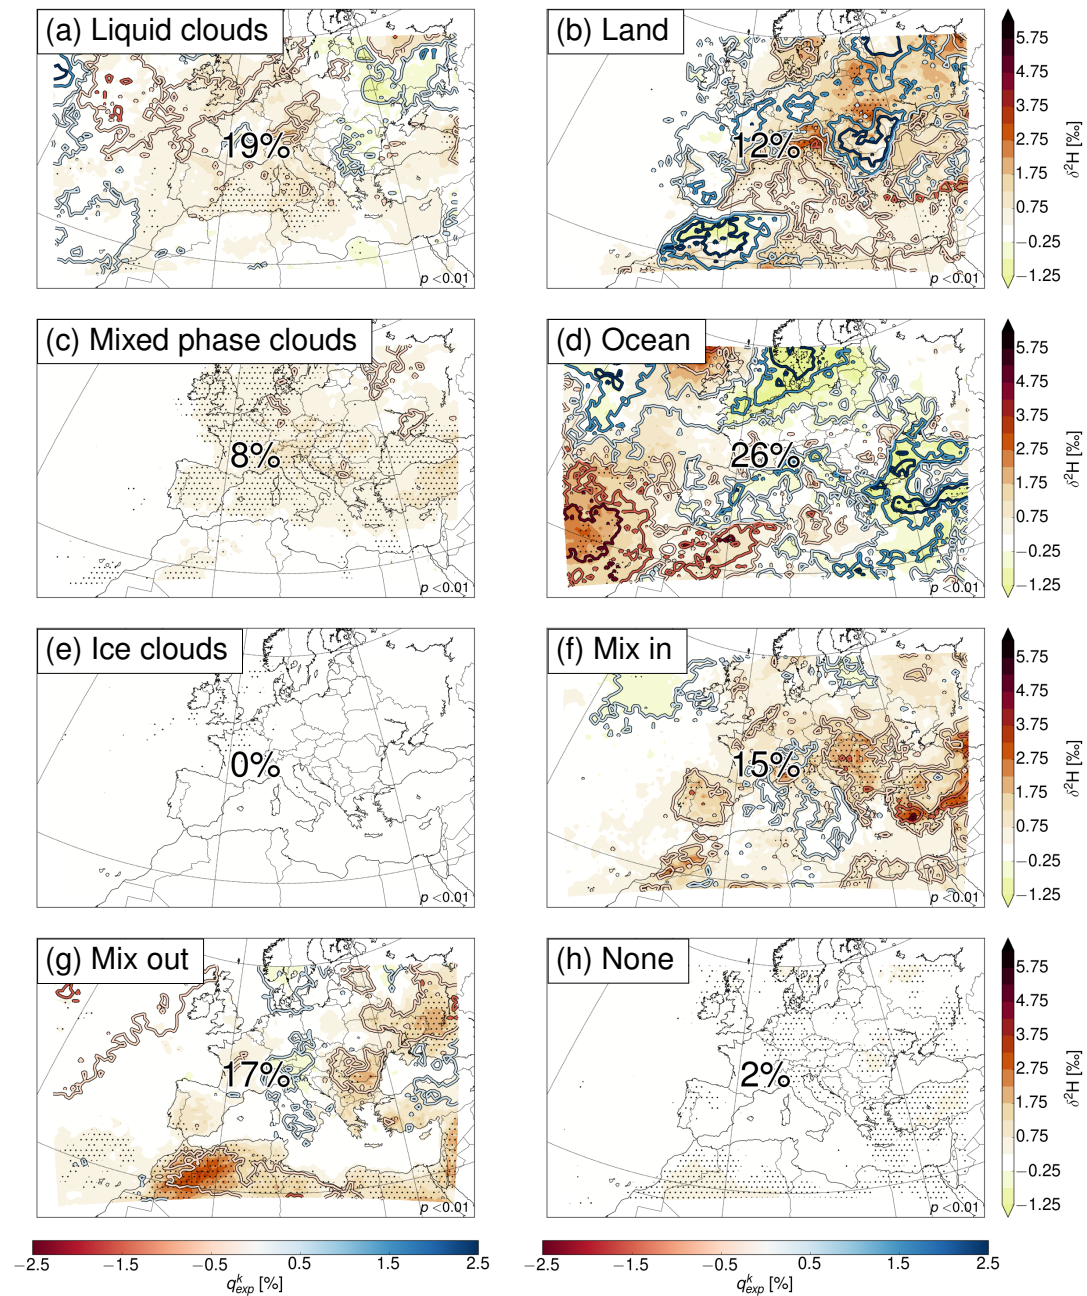 (a) Liquid clouds
19%
p <0.01
(b) Land
12%
p <0.01
5.75
4.75
3.75
2.75
1.75
0.75
−0.25
−1.25
δ²H [‰]
(c) Mixed phase clouds
8%
p <0.01
(d) Ocean
26%
p <0.01
5.75
4.75
3.75
2.75
1.75
0.75
−0.25
−1.25
δ²H [‰]
(e) Ice clouds
0%
p <0.01
(f) Mix in
15%
p <0.01
5.75
4.75
3.75
2.75
1.75
0.75
−0.25
−1.25
δ²H [‰]
(g) Mix out
17%
p <0.01
(h) None
2%
p <0.01
5.75
4.75
3.75
2.75
1.75
0.75
−0.25
−1.25
δ²H [‰]
−2.5 −1.5 −0.5 0.5 1.5 2.5
q^k_exp [%]
−2.5 −1.5 −0.5 0.5 1.5 2.5
q^k_exp [%]